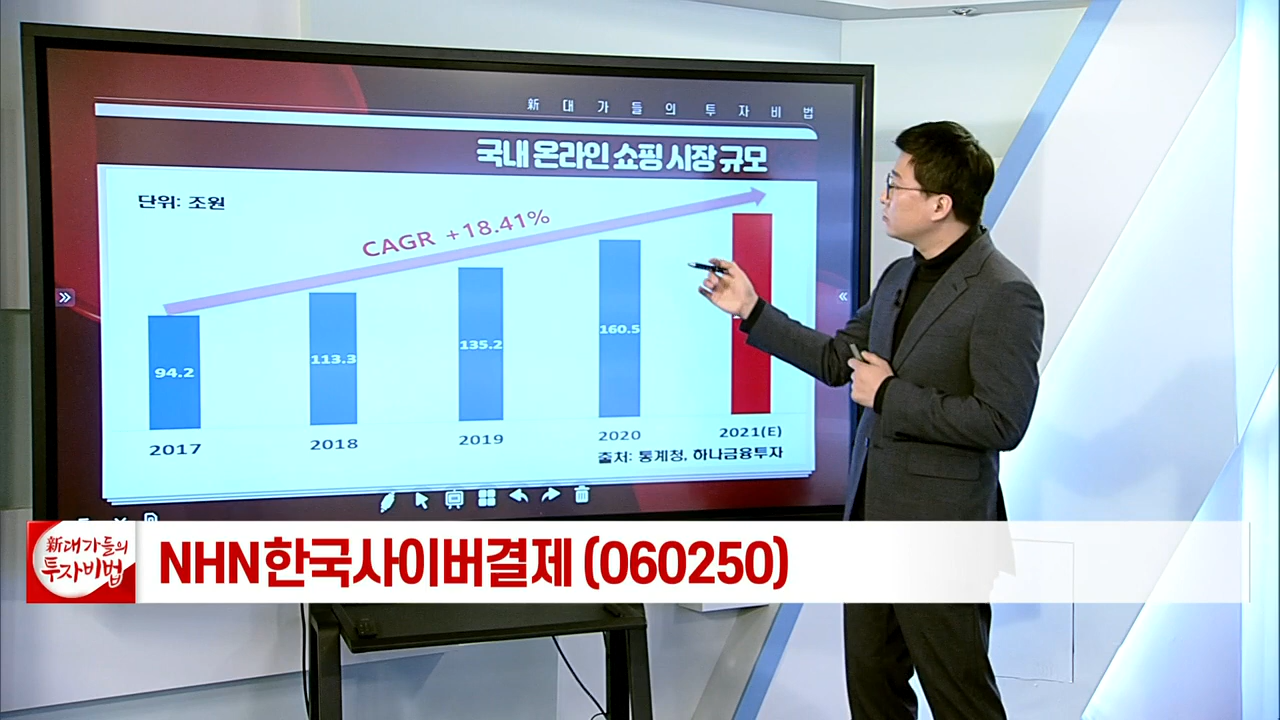 新 대 가 들 의 투 자 비 법
국내 온라인 쇼핑 시장 규모
단위: 조원
CAGR +18.41%
94.2
113.3
135.2
160.5
2017
2018
2019
2020
2021(E)
출처: 통계청, 하나금융투자
新대가들의
투자비법
NHN한국사이버결제 (060250)